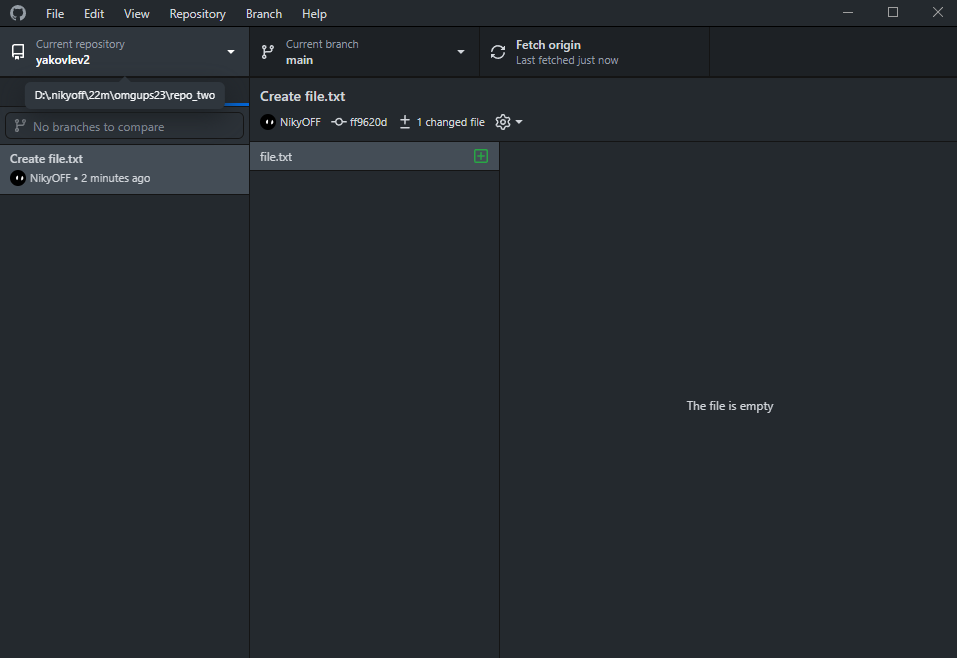 File Edit View Repository Branch Help
Current repository
yakovlev2
Current branch
main
Fetch origin
Last fetched just now
D:\.nikyoff\22m\omgups23\repo_two
No branches to compare
Create file.txt
NikyOFF • 2 minutes ago
Create file.txt
NikyOFF ff9620d 1 changed file
file.txt
The file is empty